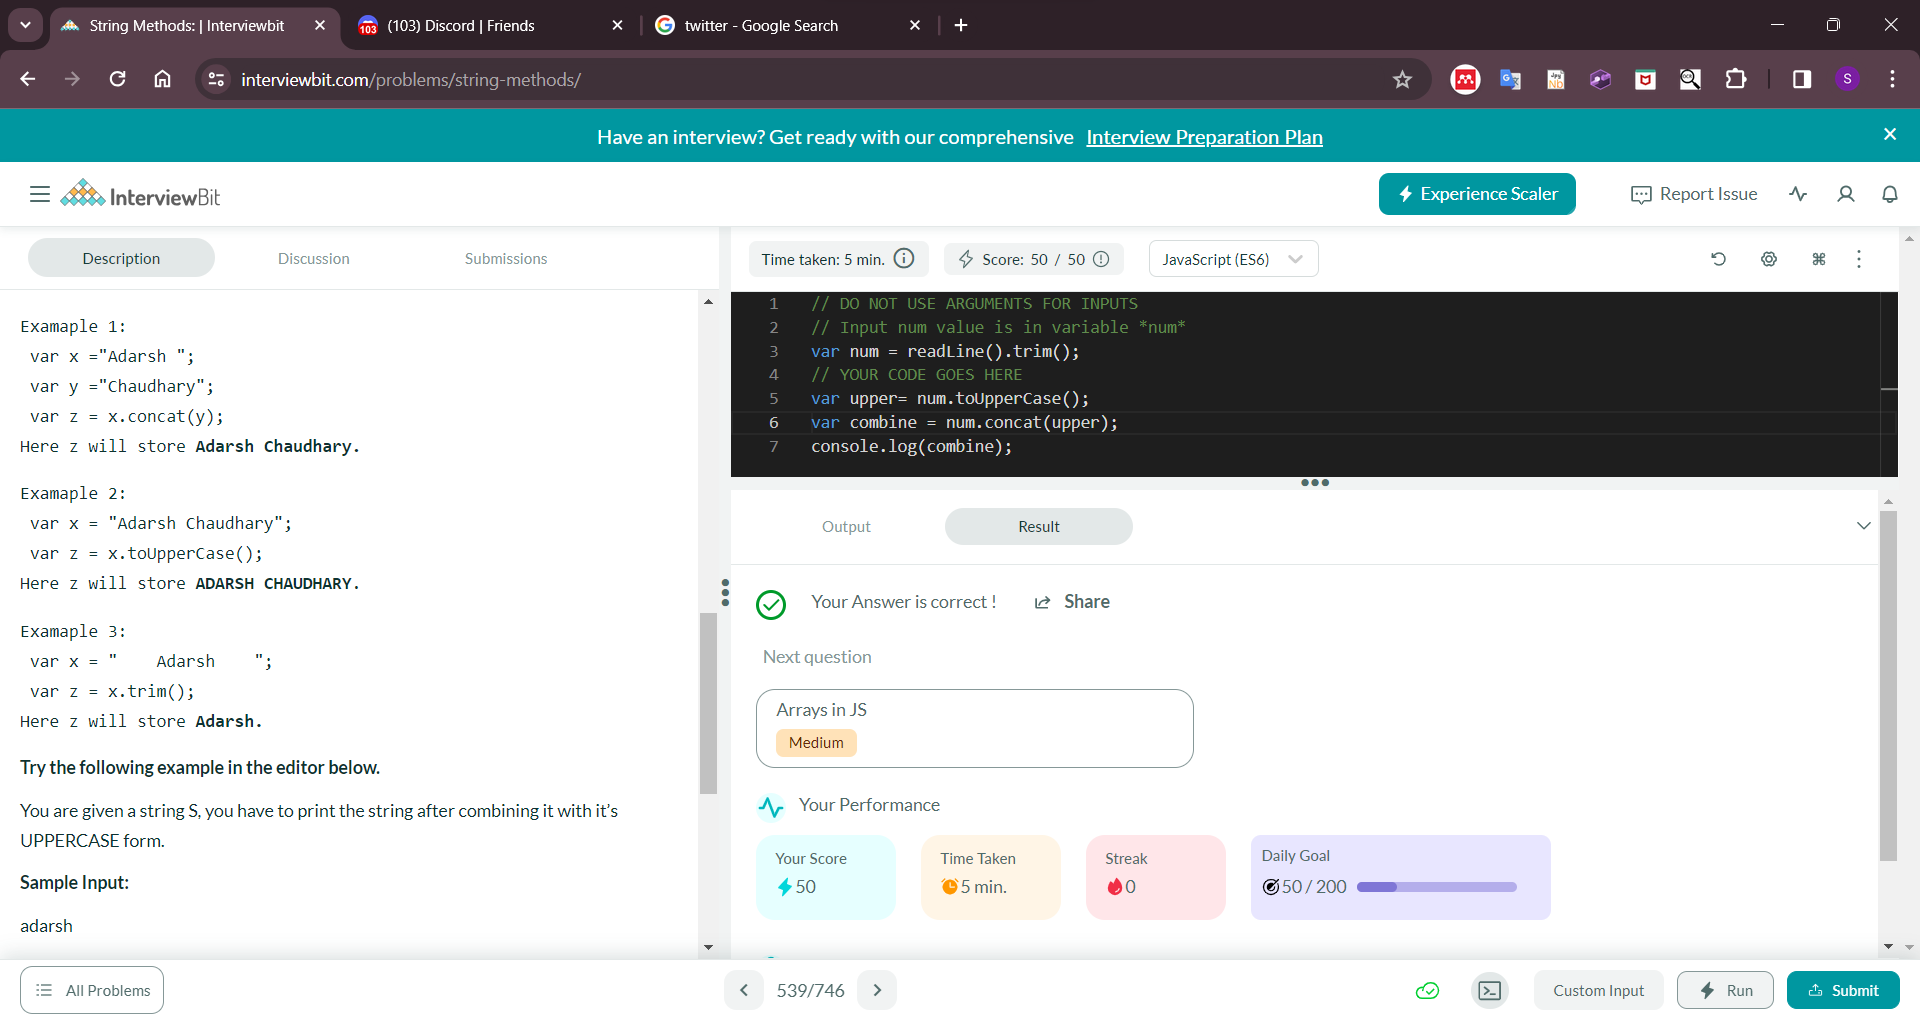 String Methods: | Interviewbit
103
(103) Discord | Friends
twitter - Google Search
interviewbit.com/problems/string-methods/
S
Have an interview? Get ready with our comprehensive Interview Preparation Plan
InterviewBit
Experience Scaler
Report Issue
Description
Discussion
Submissions
Examaple 1:
var x ="Adarsh ";
var y ="Chaudhary";
var z = x.concat(y);
Here z will store Adarsh Chaudhary.
Examaple 2:
var x = "Adarsh Chaudhary";
var z = x.toUpperCase();
Here z will store ADARSH CHAUDHARY.
Examaple 3:
var x = "    Adarsh    ";
var z = x.trim();
Here z will store Adarsh.
Try the following example in the editor below.
You are given a string S, you have to print the string after combining it with it's
UPPERCASE form.
Sample Input:
adarsh
Time taken: 5 min.
Score: 50 / 50
JavaScript (ES6)
1 // DO NOT USE ARGUMENTS FOR INPUTS
2 // Input num value is in variable *num*
3 var num = readLine().trim();
4 // YOUR CODE GOES HERE
5 var upper= num.toUpperCase();
6 var combine = num.concat(upper);
7 console.log(combine);
Output
Result
Your Answer is correct !
Share
Next question
Arrays in JS
Medium
Your Performance
Your Score
50
Time Taken
5 min.
Streak
0
Daily Goal
50 / 200
All Problems
539/746
Custom Input
Run
Submit